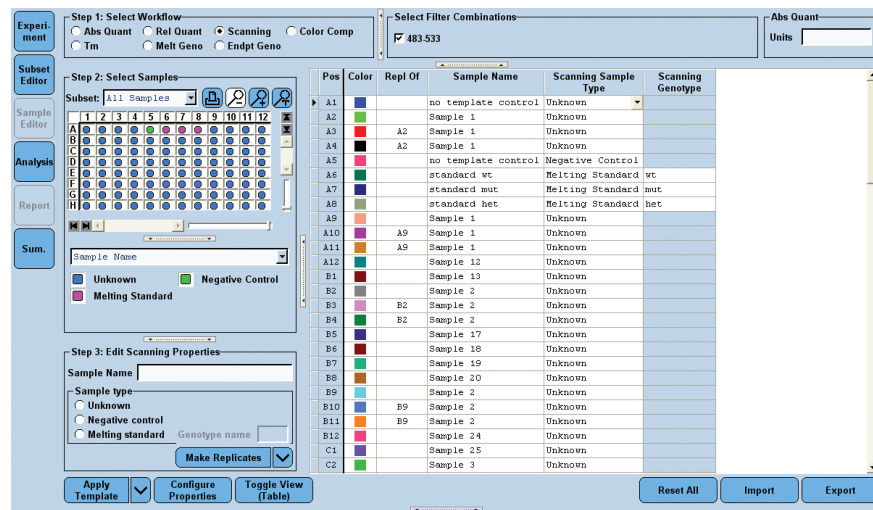 Experi-
ment
Subset
Editor
Sample
Editor
Analysis
Report
Sum.
Step 1: Select Workflow
Abs Quant Rel Quant Scanning Color Comp
Tm Melt Geno Endpt Geno
Select Filter Combinations
483-533
Abs Quant
Units
Step 2: Select Samples
Subset: All Samples
1 2 3 4 5 6 7 8 9 10 11 12
A
B
C
D
E
F
G
H
Sample Name
Unknown Negative Control
Melting Standard
Step 3: Edit Scanning Properties
Sample Name
Sample type
Unknown
Negative control
Melting standard Genotype name
Make Replicates
Pos Color Repl Of Sample Name Scanning Sample Type Scanning Genotype
A1 no template control Unknown
A2 Sample 1 Unknown
A3 A2 Sample 1 Unknown
A4 A2 Sample 1 Unknown
A5 no template control Negative Control
A6 standard wt Melting Standard wt
A7 standard mut Melting Standard mut
A8 standard het Melting Standard het
A9 Sample 1 Unknown
A10 A9 Sample 1 Unknown
A11 A9 Sample 1 Unknown
A12 Sample 12 Unknown
B1 Sample 13 Unknown
B2 Sample 2 Unknown
B3 B2 Sample 2 Unknown
B4 B2 Sample 2 Unknown
B5 Sample 17 Unknown
B6 Sample 18 Unknown
B7 Sample 19 Unknown
B8 Sample 20 Unknown
B9 Sample 2 Unknown
B10 B9 Sample 2 Unknown
B11 B9 Sample 2 Unknown
B12 Sample 24 Unknown
C1 Sample 25 Unknown
C2 Sample 3 Unknown
Apply
Template
Configure
Properties
Toggle View
(Table)
Reset All Import Export